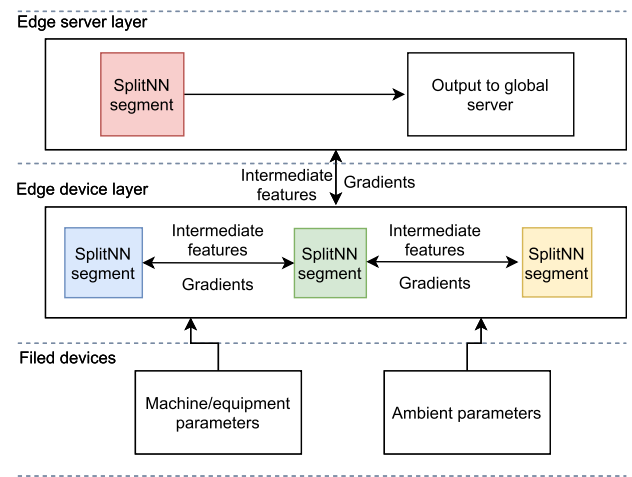 Edge server layer
SplitNN
segment
Output to global
server
Intermediate
features
Gradients
Edge device layer
SplitNN
segment
Intermediate
features
Gradients
SplitNN
segment
Intermediate
features
Gradients
SplitNN
segment
Filed devices
Machine/equipment
parameters
Ambient parameters